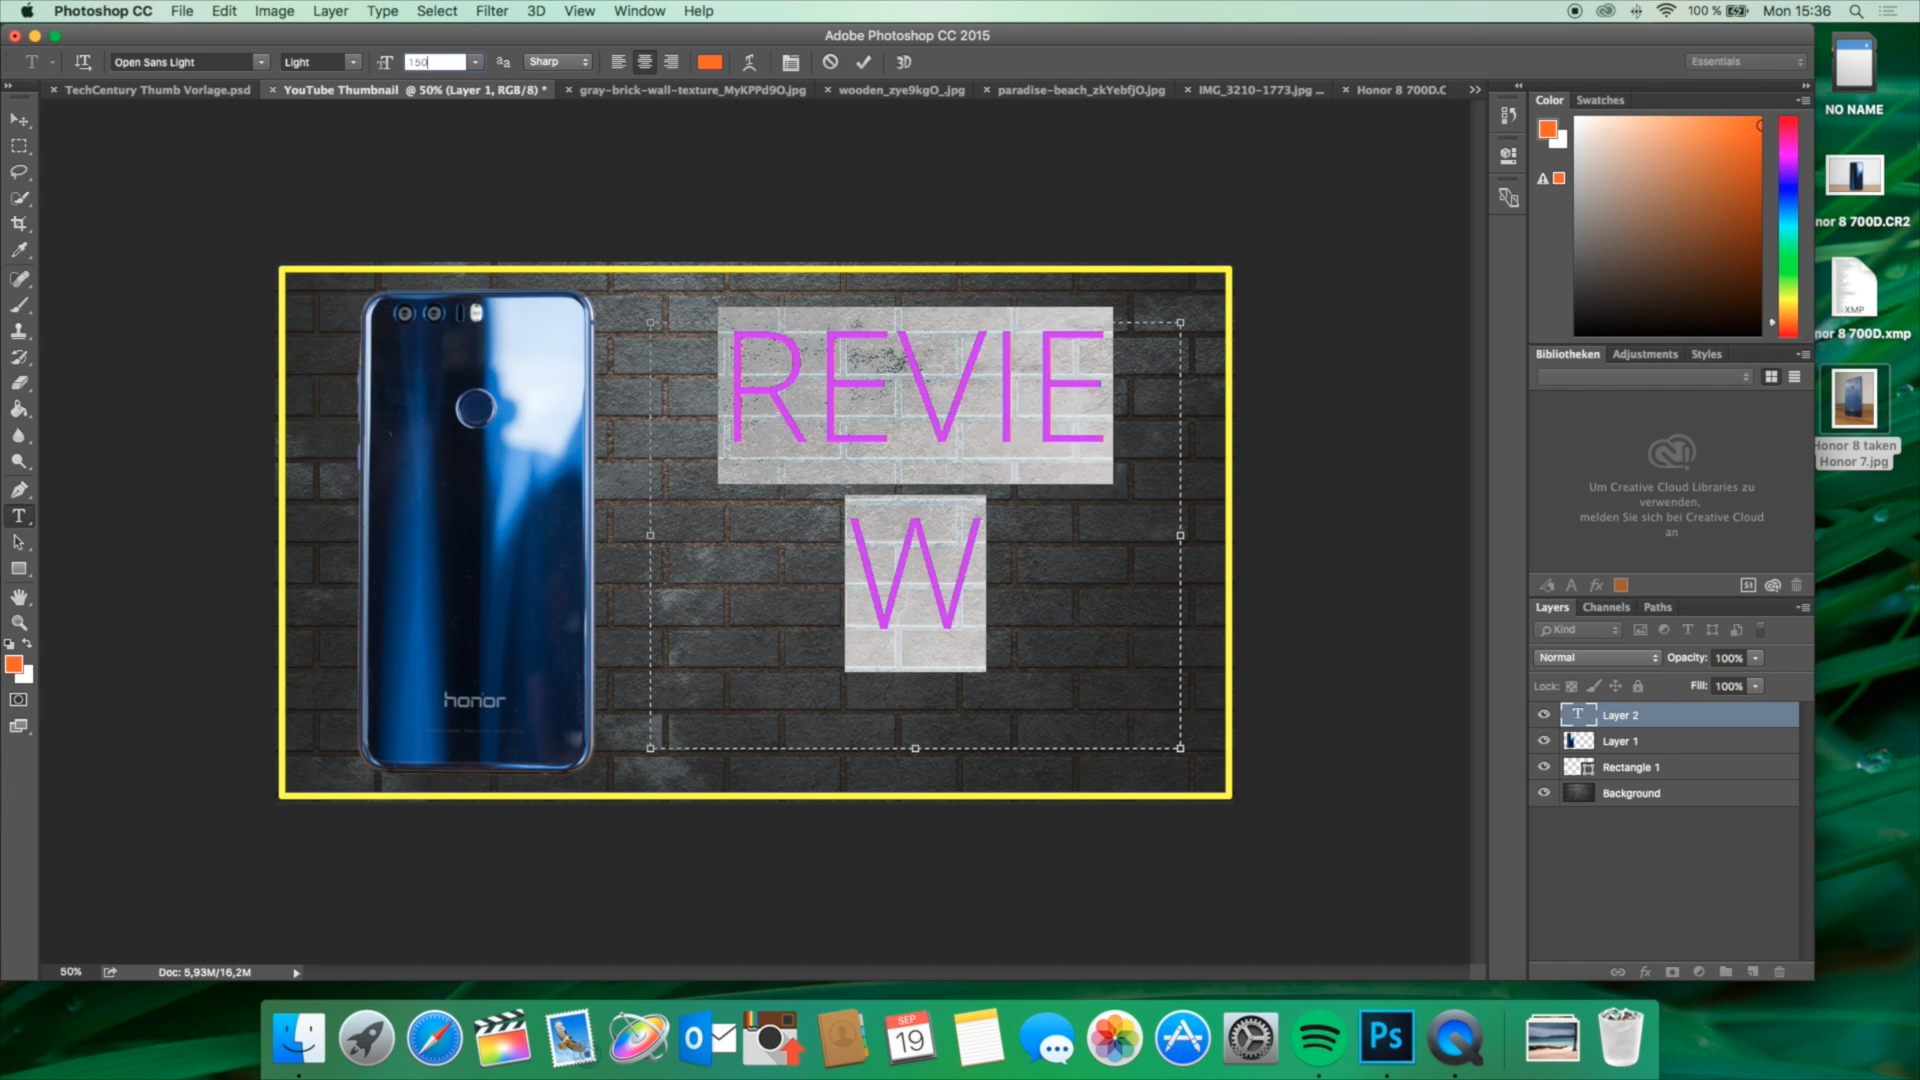 Photoshop CC File Edit Image Layer Type Select Filter 3D View Window Help 100 % Mon 15:36
Adobe Photoshop CC 2015
T Open Sans Light Light 150 Sharp 3D Essentials
× TechCentury Thumb Vorlage.psd × YouTube Thumbnail @ 50% (Layer 1, RGB/8) * × gray-brick-wall-texture_MyKPPd9O.jpg × wooden_zye9kgO_.jpg × paradise-beach_zkYebfjO.jpg × IMG_3210-1773.jpg ... × Honor 8 700D.C
Color Swatches
NO NAME
nor 8 700D.CR2
XMP
nor 8 700D.xmp
Bibliotheken Adjustments Styles
Honor 8 taken
Honor 7.jpg
Um Creative Cloud Libraries zu
verwenden,
melden Sie sich bei Creative Cloud
an
REVIE
W
honor
Layers Channels Paths
Kind
Normal Opacity: 100%
Lock: Fill: 100%
T Layer 2
Layer 1
Rectangle 1
Background
50% Doc: 5,93M/16,2M
SEP
19
Ps